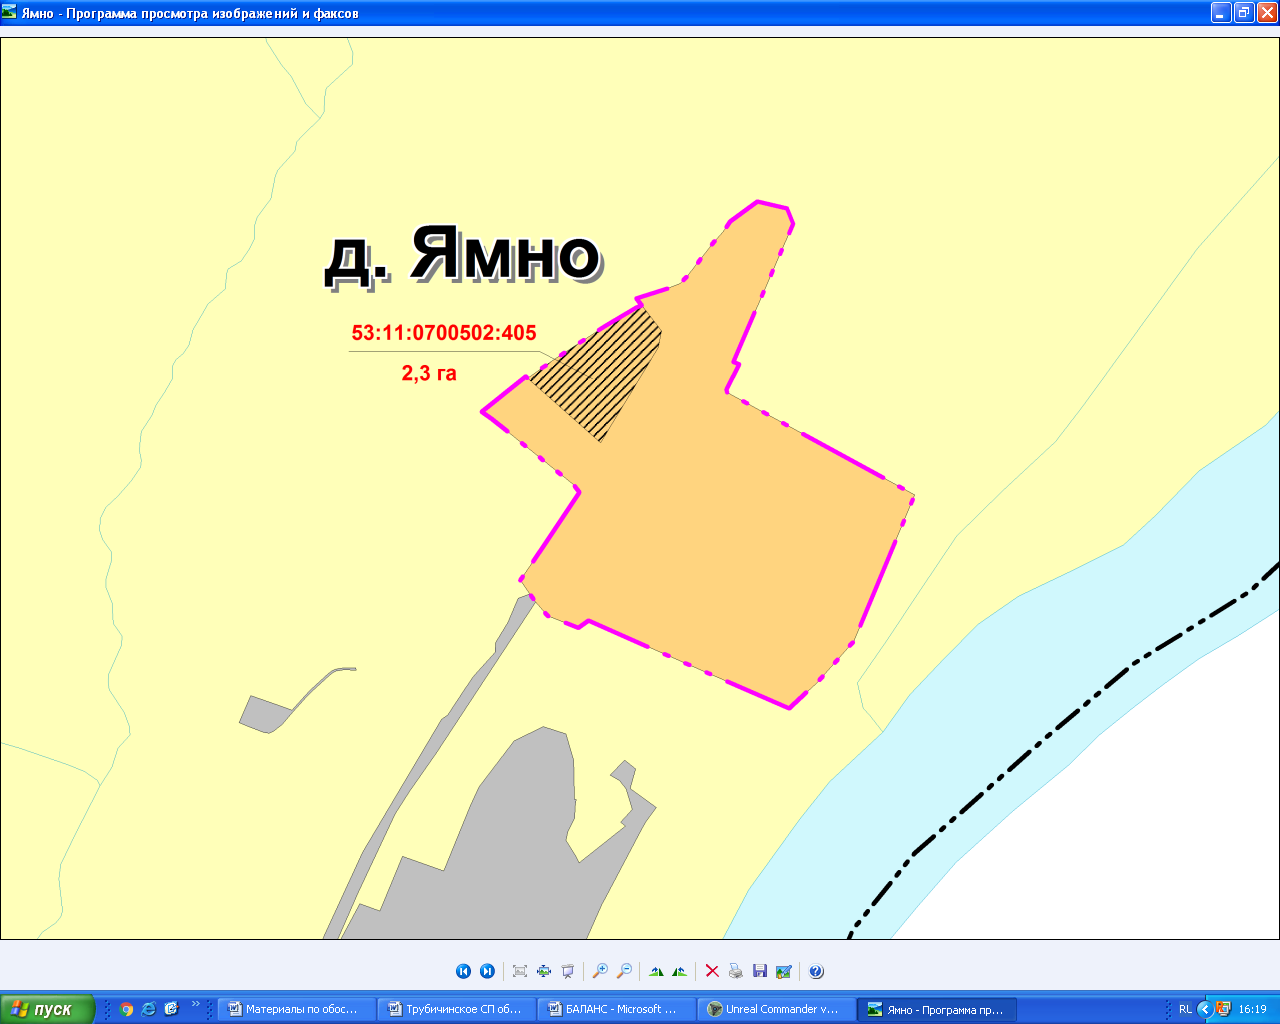 Ямно - Программа просмотра изображений и факсов
д. Ямно
53:11:0700502:405
2,3 га
пуск
Материалы по обос...
Трубичинское СП об...
БАЛАНС - Microsoft ...
Unreal Commander v...
Ямно - Программа пр...
RL
16:19